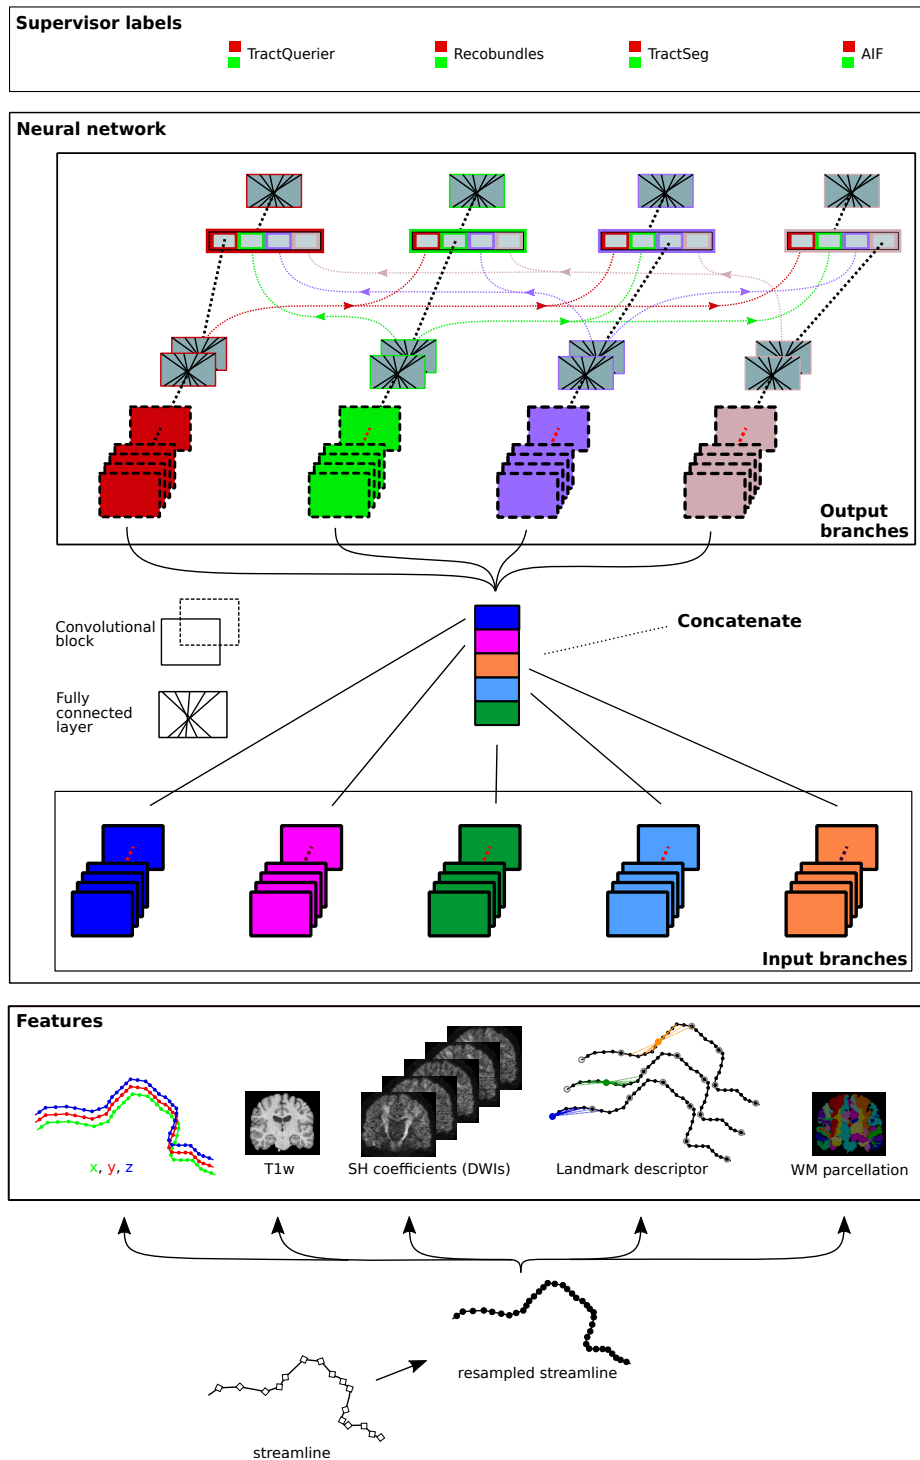 Supervisor labels
TractQuerier
Recobundles
TractSeg
AIF
Neural network
Output
branches
Convolutional
block
Concatenate
Fully
connected
layer
Input branches
Features
x, y, z
T1w
SH coefficients (DWIs)
Landmark descriptor
WM parcellation
resampled streamline
streamline